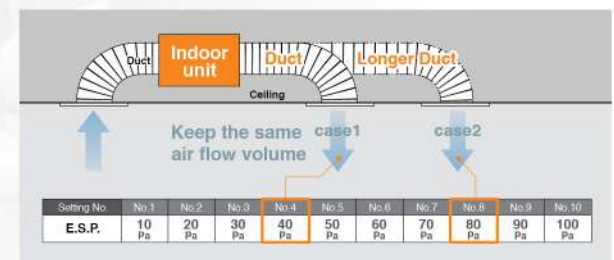 Duct
Indoor unit
Duct
Longer Duct
Ceiling
Keep the same
air flow volume
case1
case2
Setting No. No.1 No.2 No.3 No.4 No.5 No.6 No.7 No.8 No.9 No.10
E.S.P. 10 Pa 20 Pa 30 Pa 40 Pa 50 Pa 60 Pa 70 Pa 80 Pa 90 Pa 100 Pa